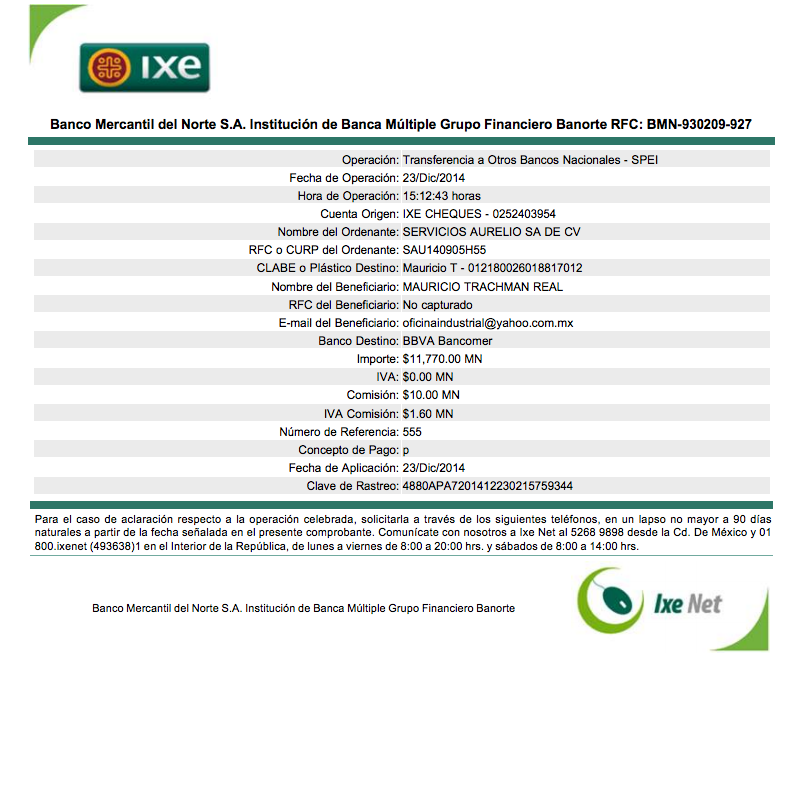 ixe
Banco Mercantil del Norte S.A. Institución de Banca Múltiple Grupo Financiero Banorte RFC: BMN-930209-927
Operación: Transferencia a Otros Bancos Nacionales - SPEI
Fecha de Operación: 23/Dic/2014
Hora de Operación: 15:12:43 horas
Cuenta Origen: IXE CHEQUES - 0252403954
Nombre del Ordenante: SERVICIOS AURELIO SA DE CV
RFC o CURP del Ordenante: SAU140905H55
CLABE o Plástico Destino: Mauricio T - 012180026018817012
Nombre del Beneficiario: MAURICIO TRACHMAN REAL
RFC del Beneficiario: No capturado
E-mail del Beneficiario: oficinaindustrial@yahoo.com.mx
Banco Destino: BBVA Bancomer
Importe: $11,770.00 MN
IVA: $0.00 MN
Comisión: $10.00 MN
IVA Comisión: $1.60 MN
Número de Referencia: 555
Concepto de Pago: p
Fecha de Aplicación: 23/Dic/2014
Clave de Rastreo: 4880APA7201412230215759344
Para el caso de aclaración respecto a la operación celebrada, solicitarla a través de los siguientes teléfonos, en un lapso no mayor a 90 días
naturales a partir de la fecha señalada en el presente comprobante. Comunícate con nosotros a Ixe Net al 5268 9898 desde la Cd. De México y 01
800.ixenet (493638)1 en el Interior de la República, de lunes a viernes de 8:00 a 20:00 hrs. y sábados de 8:00 a 14:00 hrs.
Banco Mercantil del Norte S.A. Institución de Banca Múltiple Grupo Financiero Banorte
Ixe Net